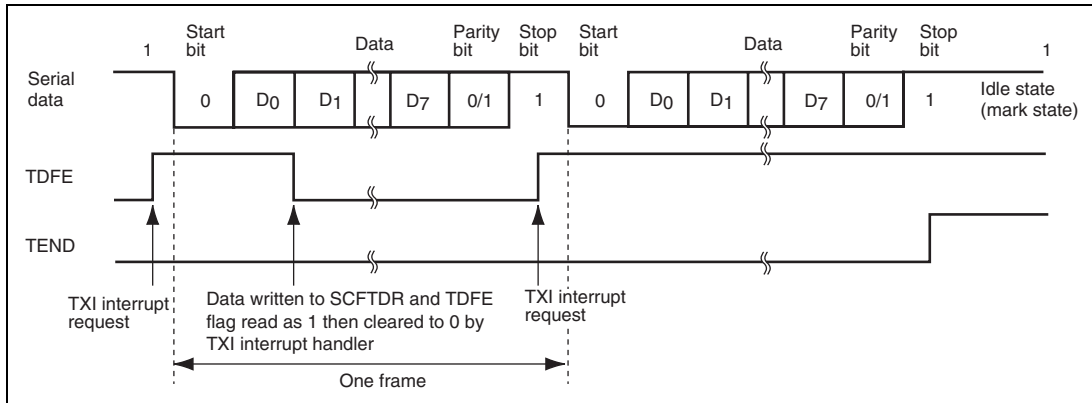 1 Start bit Data Parity bit Stop bit Start bit Data Parity bit Stop bit 1
Serial data 0 D0 D1 D7 0/1 1 0 D0 D1 D7 0/1 1 Idle state (mark state)
TDFE
TEND
TXI interrupt request
Data written to SCFTDR and TDFE
flag read as 1 then cleared to 0 by
TXI interrupt handler
TXI interrupt request
One frame